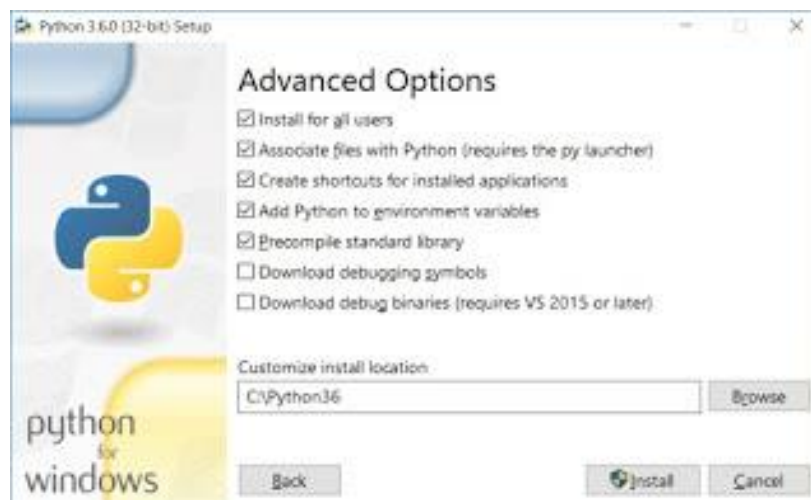 Python 3.6.0 (32-bit) Setup
Advanced Options
Install for all users
Associate files with Python (requires the py launcher)
Create shortcuts for installed applications
Add Python to environment variables
Precompile standard library
Download debugging symbols
Download debug binaries (requires VS 2015 or later)
Customize install location
C:\Python36
Browse
python
for
windows
Back
Install
Cancel